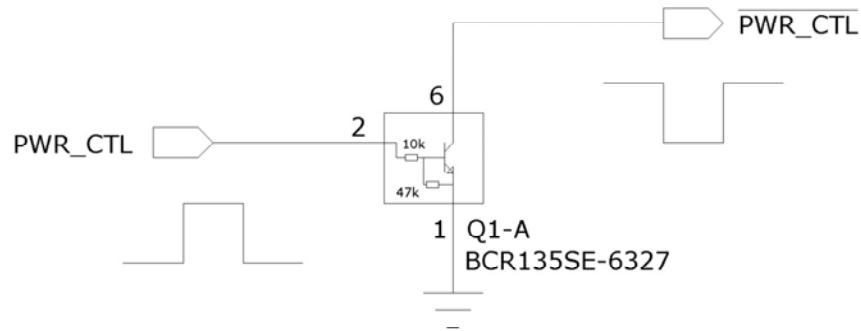 PWR_CTL
6
PWR_CTL
2
10k
47k
1 Q1-A
BCR135SE-6327